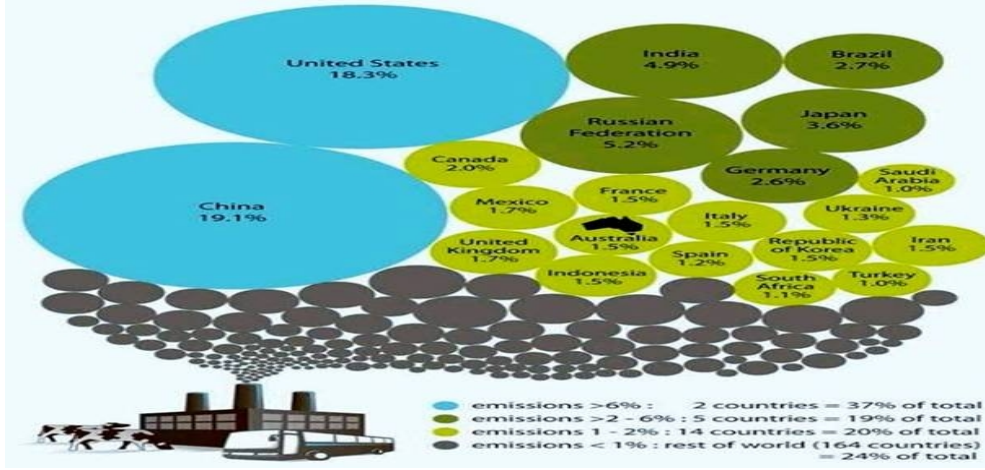 United States
18.3%
India
4.9%
Brazil
2.7%
Russian
Federation
5.2%
Japan
3.6%
Canada
2.0%
Germany
2.6%
Saudi
Arabia
1.0%
China
19.1%
Mexico
1.7%
France
1.5%
Italy
1.5%
Ukraine
1.3%
United
Kingdom
1.7%
Australia
1.5%
Spain
1.2%
Republic
of Korea
1.5%
Iran
1.5%
Indonesia
1.5%
South
Africa
1.1%
Turkey
1.0%
emissions >6% : 2 countries = 37% of total
emissions >2 - 6% : 5 countries = 19% of total
emissions 1 - 2% : 14 countries = 20% of total
emissions < 1% : rest of world (164 countries)
= 24% of total